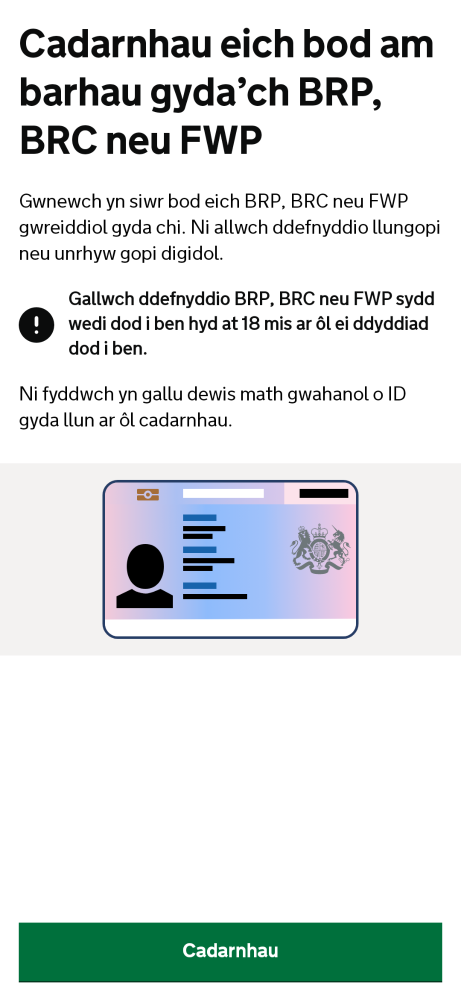 Cadarnhau eich bod am
barhau gyda’ch BRP,
BRC neu FWP
Gwnewch yn siwr bod eich BRP, BRC neu FWP
gwreiddiol gyda chi. Ni allwch ddefnyddio llungopi
neu unrhyw gopi digidol.
Gallwch ddefnyddio BRP, BRC neu FWP sydd
wedi dod i ben hyd at 18 mis ar ôl ei ddyddiad
dod i ben.
Ni fyddwch yn gallu dewis math gwahanol o ID
gyda llun ar ôl cadarnhau.
Cadarnhau